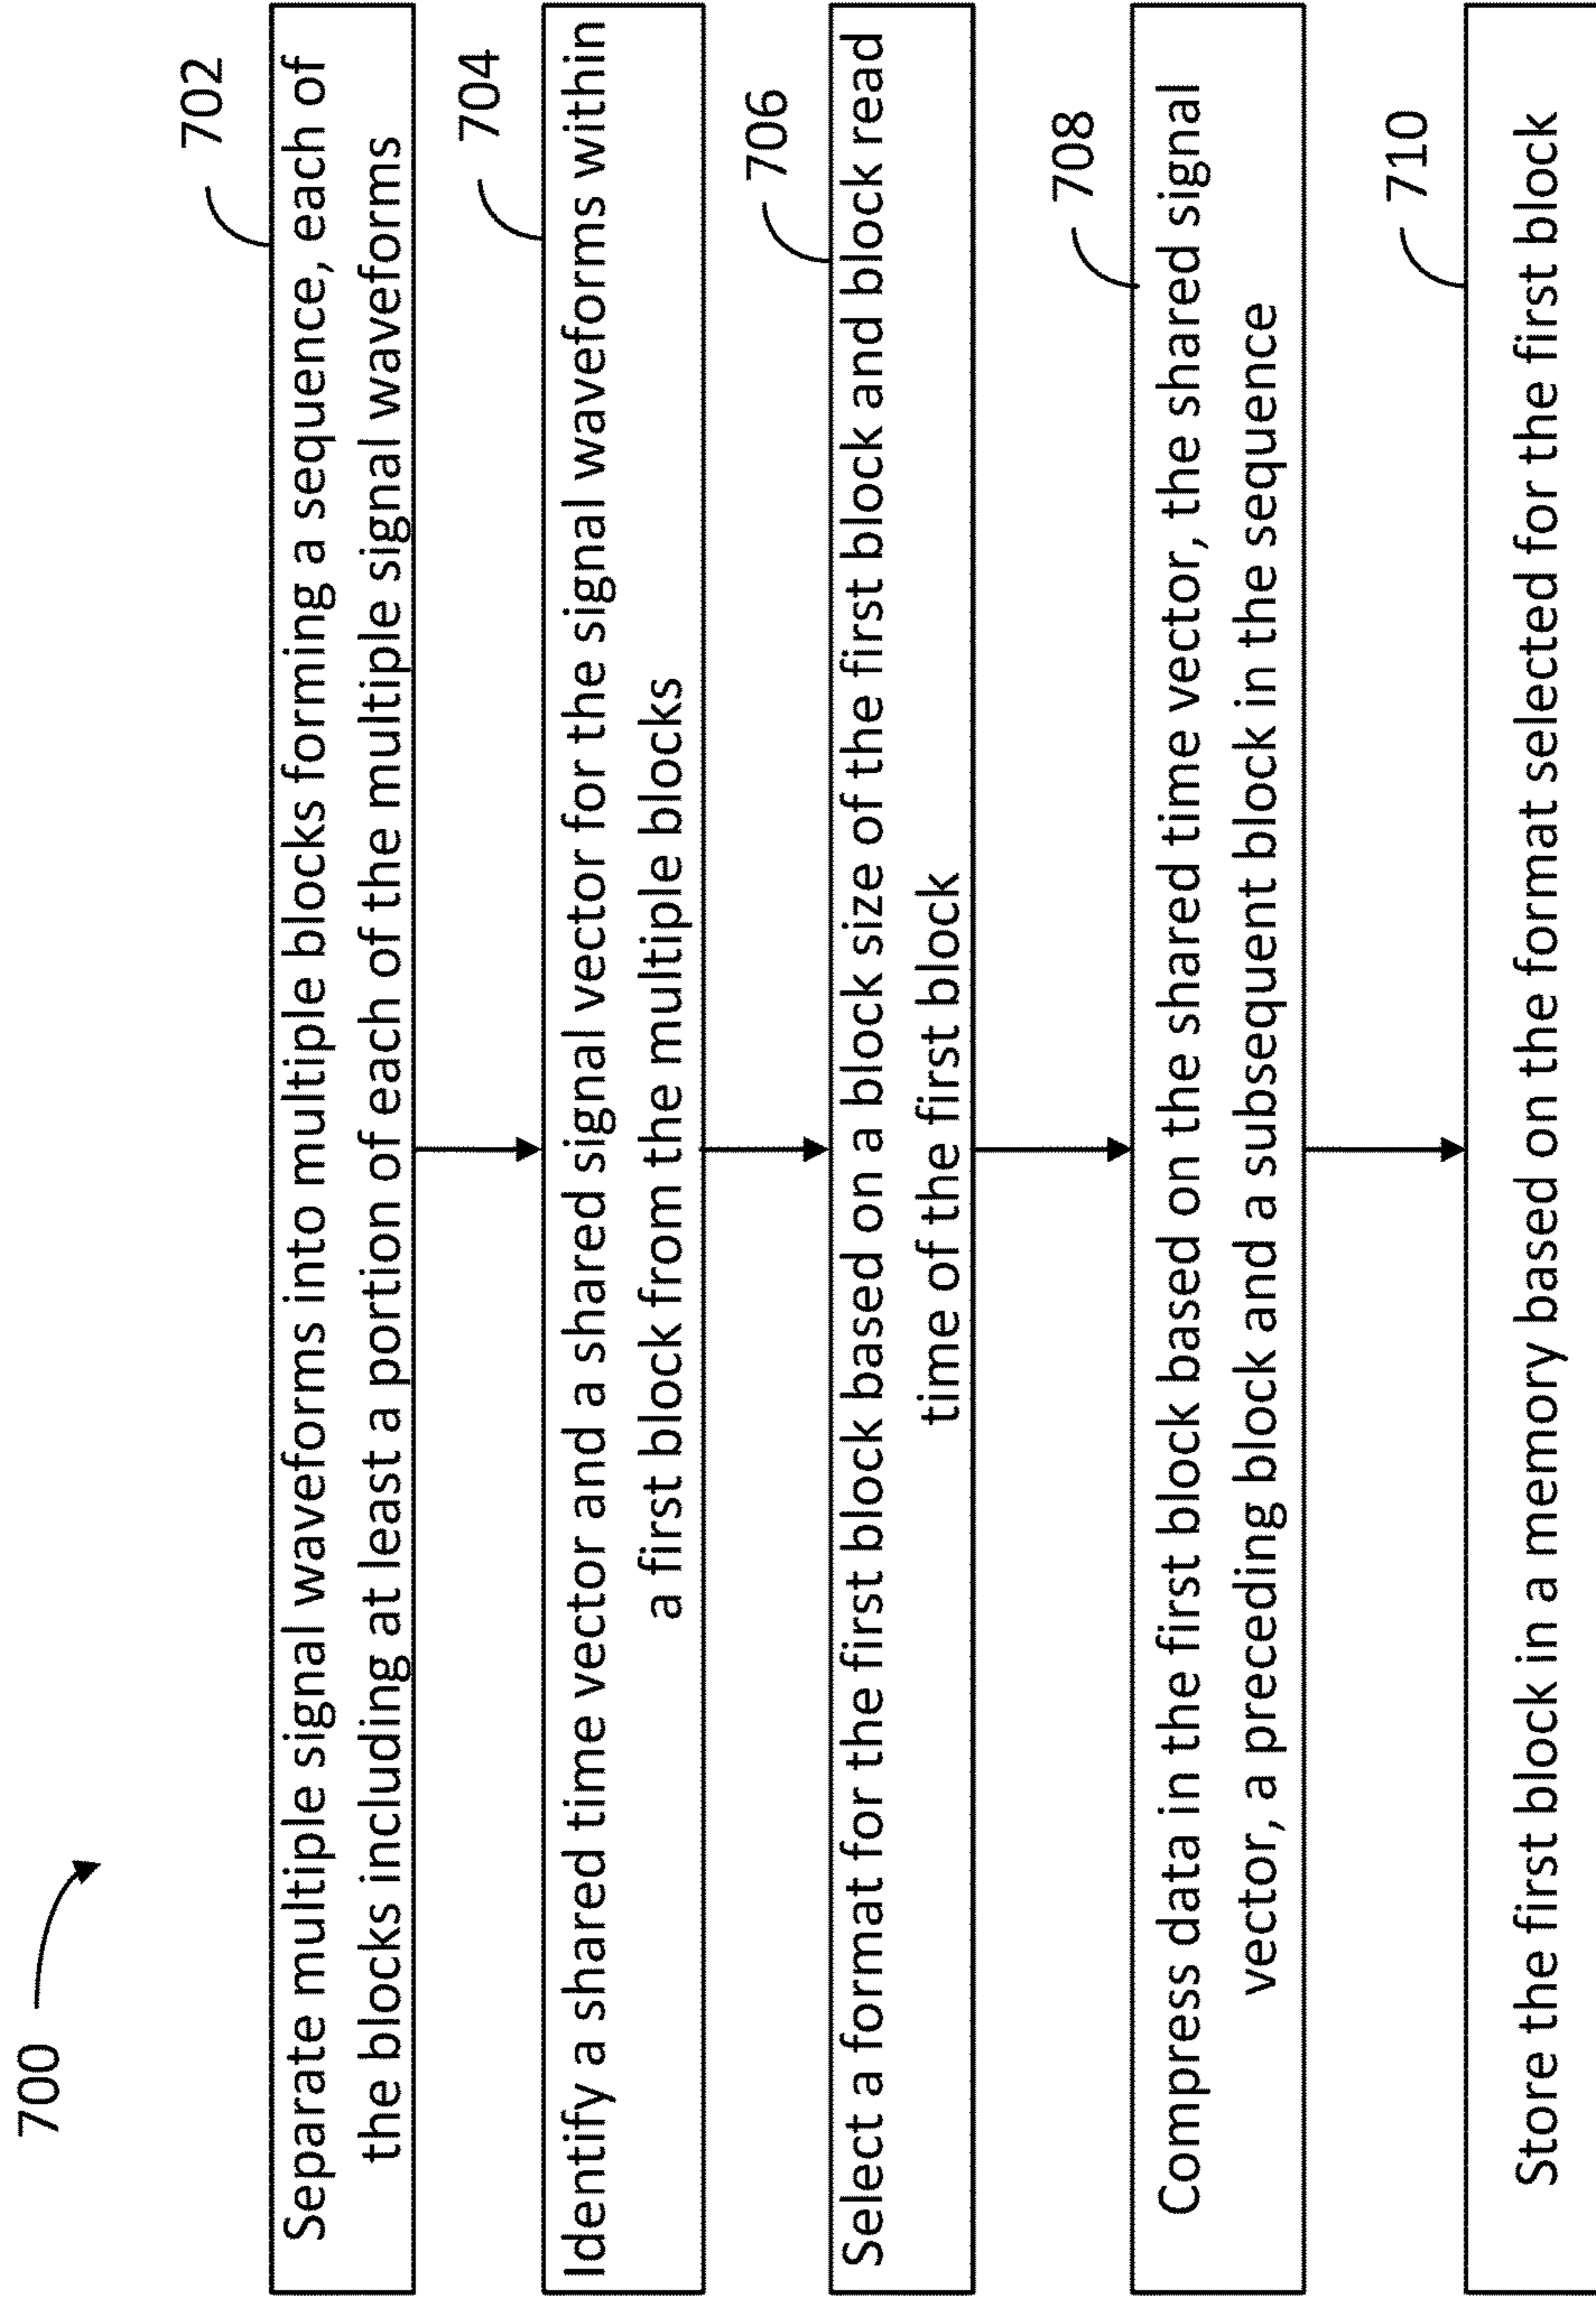 700
702
Separate multiple signal waveforms into multiple blocks forming a sequence, each of
the blocks including at least a portion of each of the multiple signal waveforms
704
Identify a shared time vector and a shared signal vector for the signal waveforms within
a first block from the multiple blocks
706
Select a format for the first block based on a block size of the first block and block read
time of the first block
708
Compress data in the first block based on the shared time vector, the shared signal
vector, a preceding block and a subsequent block in the sequence
710
Store the first block in a memory based on the format selected for the first block